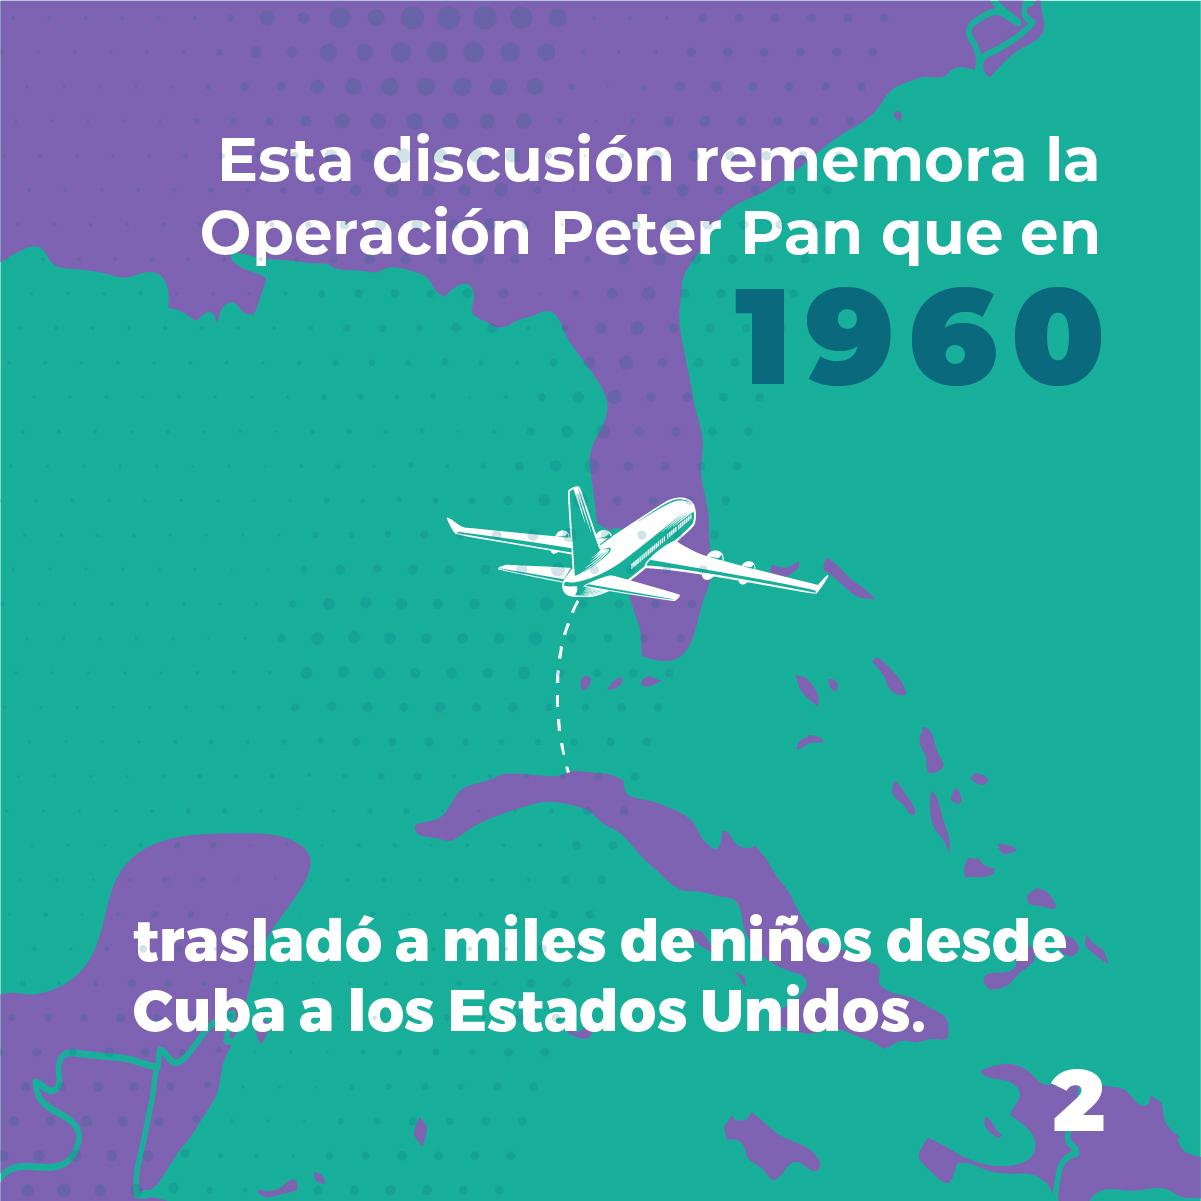 Esta discusión rememora la
Operación Peter Pan que en
1960
trasladó a miles de niños desde
Cuba a los Estados Unidos.
2